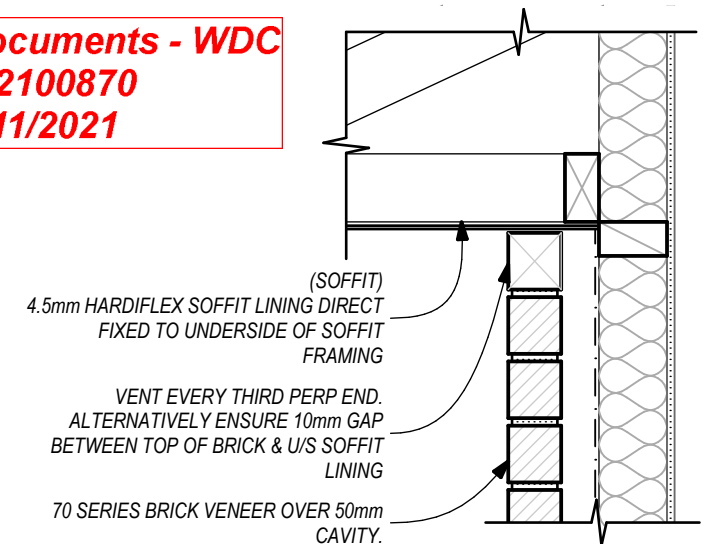 ocuments - WDC
2100870
11/2021
(SOFFIT)
4.5mm HARDIFLEX SOFFIT LINING DIRECT
FIXED TO UNDERSIDE OF SOFFIT
FRAMING
VENT EVERY THIRD PERP END.
ALTERNATIVELY ENSURE 10mm GAP
BETWEEN TOP OF BRICK & U/S SOFFIT
LINING
70 SERIES BRICK VENEER OVER 50mm
CAVITY.